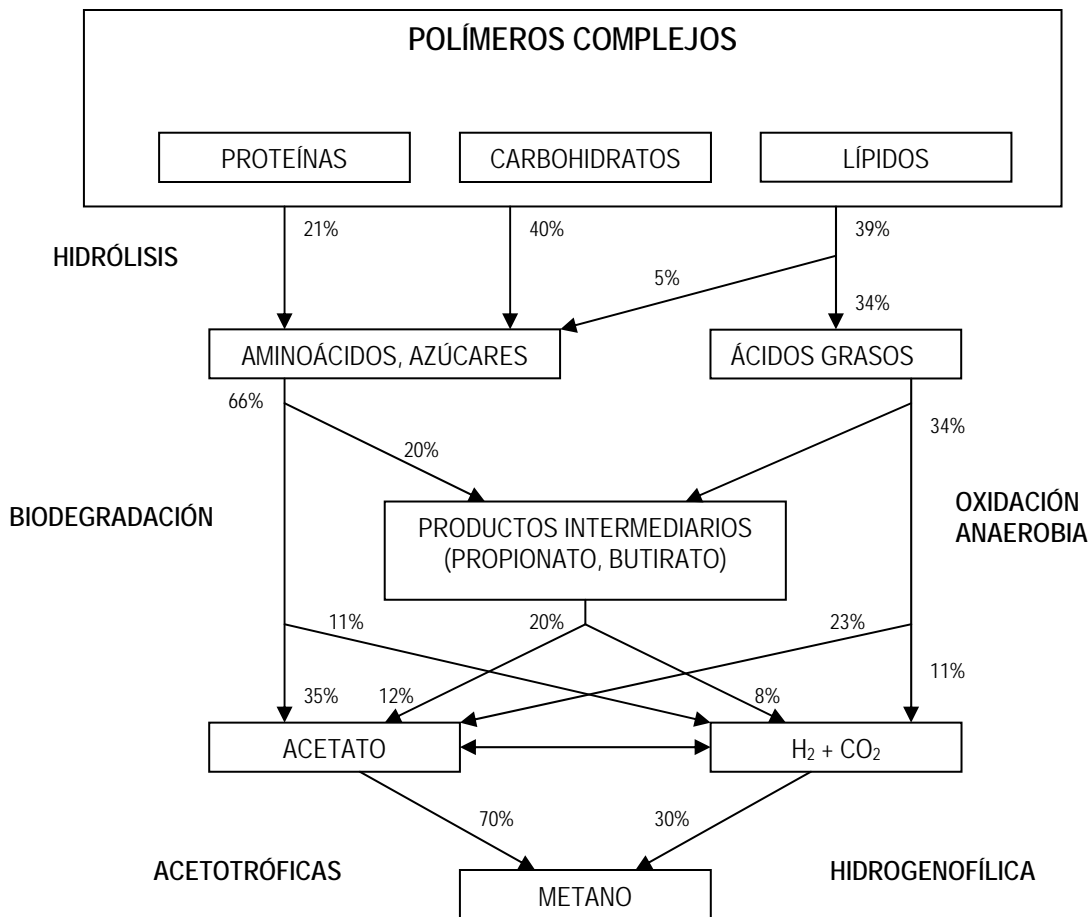 POLÍMEROS COMPLEJOS
PROTEÍNAS
CARBOHIDRATOS
LÍPIDOS
21%
40%
39%
HIDRÓLISIS
5%
34%
AMINOÁCIDOS, AZÚCARES
ÁCIDOS GRASOS
66%
34%
20%
BIODEGRADACIÓN
PRODUCTOS INTERMEDIARIOS
(PROPIONATO, BUTIRATO)
OXIDACIÓN
ANAEROBIA
11%
20%
23%
11%
35%
12%
8%
ACETATO
H₂ + CO₂
70%
30%
ACETOTRÓFICAS
HIDROGENOFÍLICA
METANO